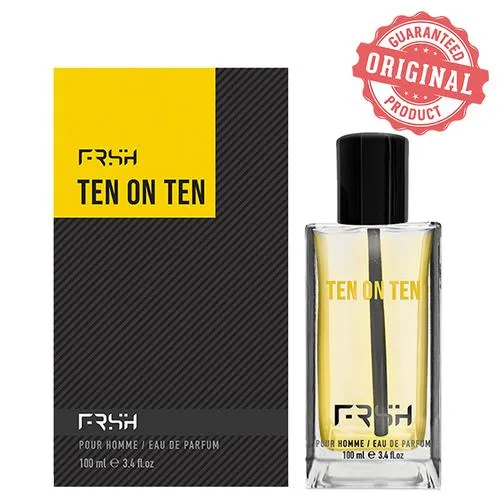 GUARANTEED
ORIGINAL
PRODUCT
FRSH
TEN ON TEN
FRSH
POUR HOMME / EAU DE PARFUM
100 ml ℮ 3.4 fl.oz
TEN ON TEN
FRSH
POUR HOMME / EAU DE PARFUM
100 ml ℮ 3.4 fl.oz